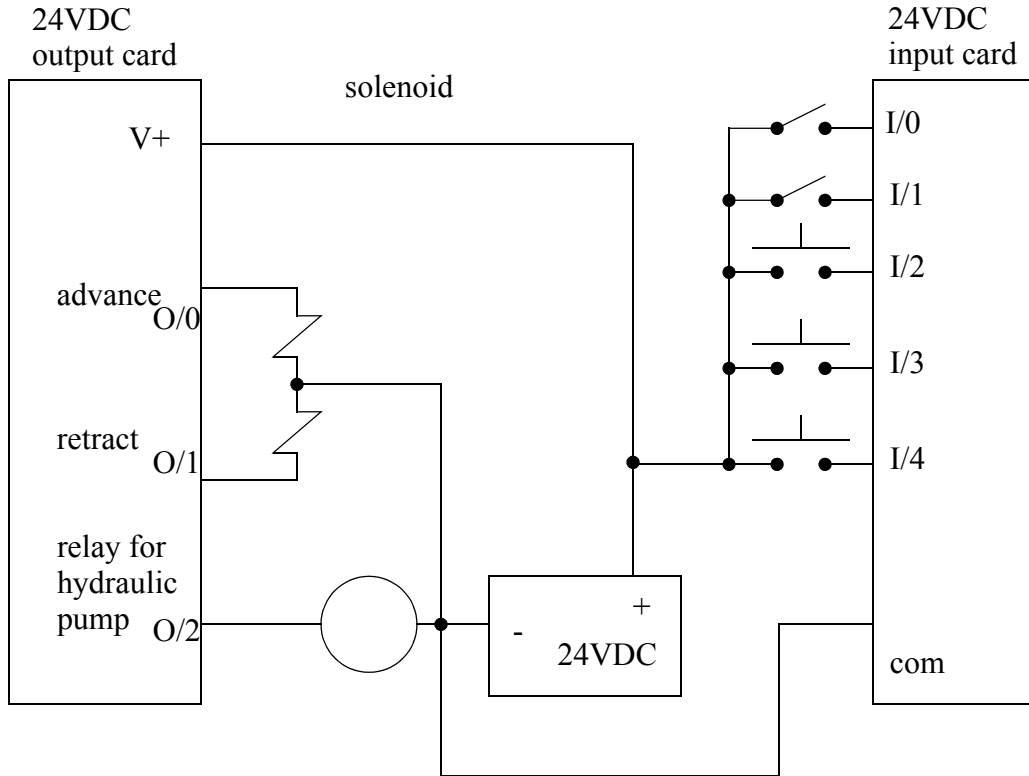 24VDC
output card
24VDC
input card
solenoid
V+
I/0
I/1
I/2
I/3
I/4
advance
O/0
retract
O/1
relay for
hydraulic
pump
O/2
+
-
24VDC
com